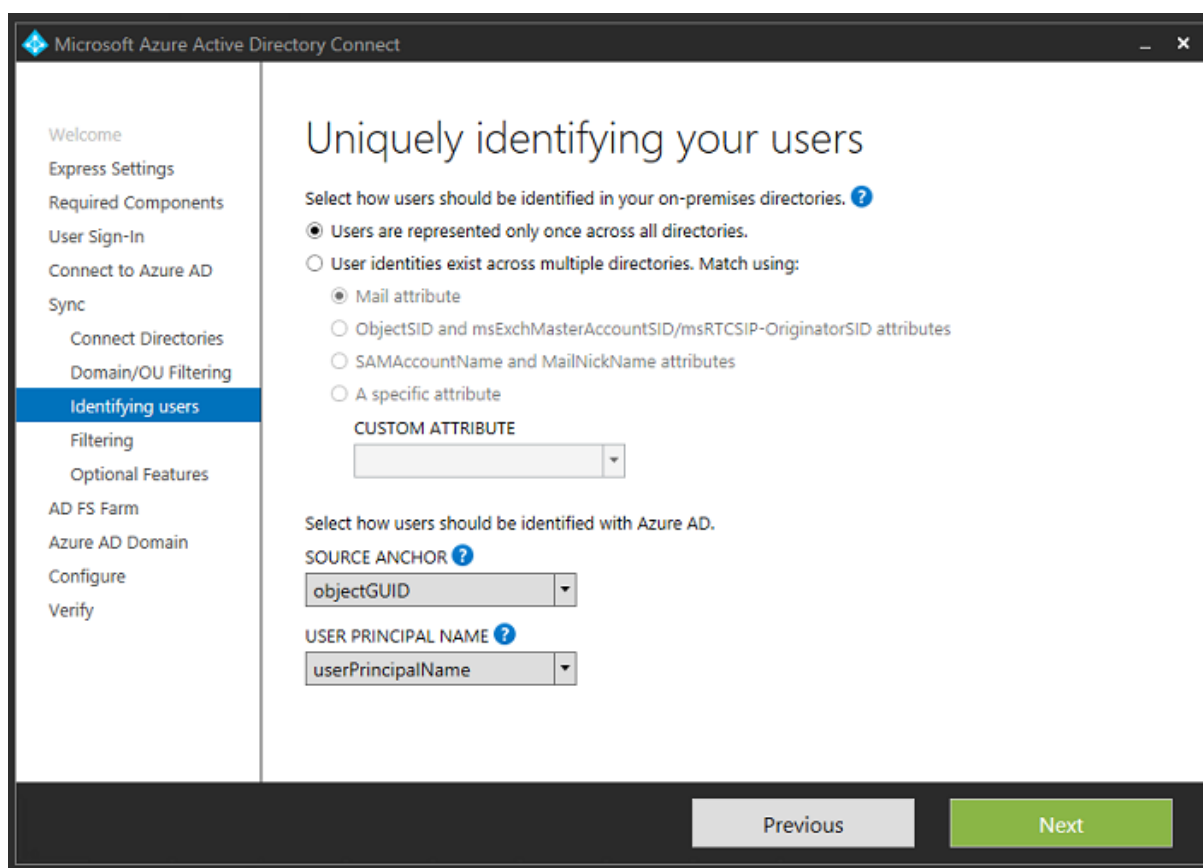 Microsoft Azure Active Directory Connect
Welcome
Express Settings
Required Components
User Sign-In
Connect to Azure AD
Sync
Connect Directories
Domain/OU Filtering
Identifying users
Filtering
Optional Features
AD FS Farm
Azure AD Domain
Configure
Verify
Uniquely identifying your users
Select how users should be identified in your on-premises directories. ?
Users are represented only once across all directories.
User identities exist across multiple directories. Match using:
Mail attribute
ObjectSID and msExchMasterAccountSID/msRTCSIP-OriginatorSID attributes
SAMAccountName and MailNickName attributes
A specific attribute
CUSTOM ATTRIBUTE
Select how users should be identified with Azure AD.
SOURCE ANCHOR ?
objectGUID
USER PRINCIPAL NAME ?
userPrincipalName
Previous
Next